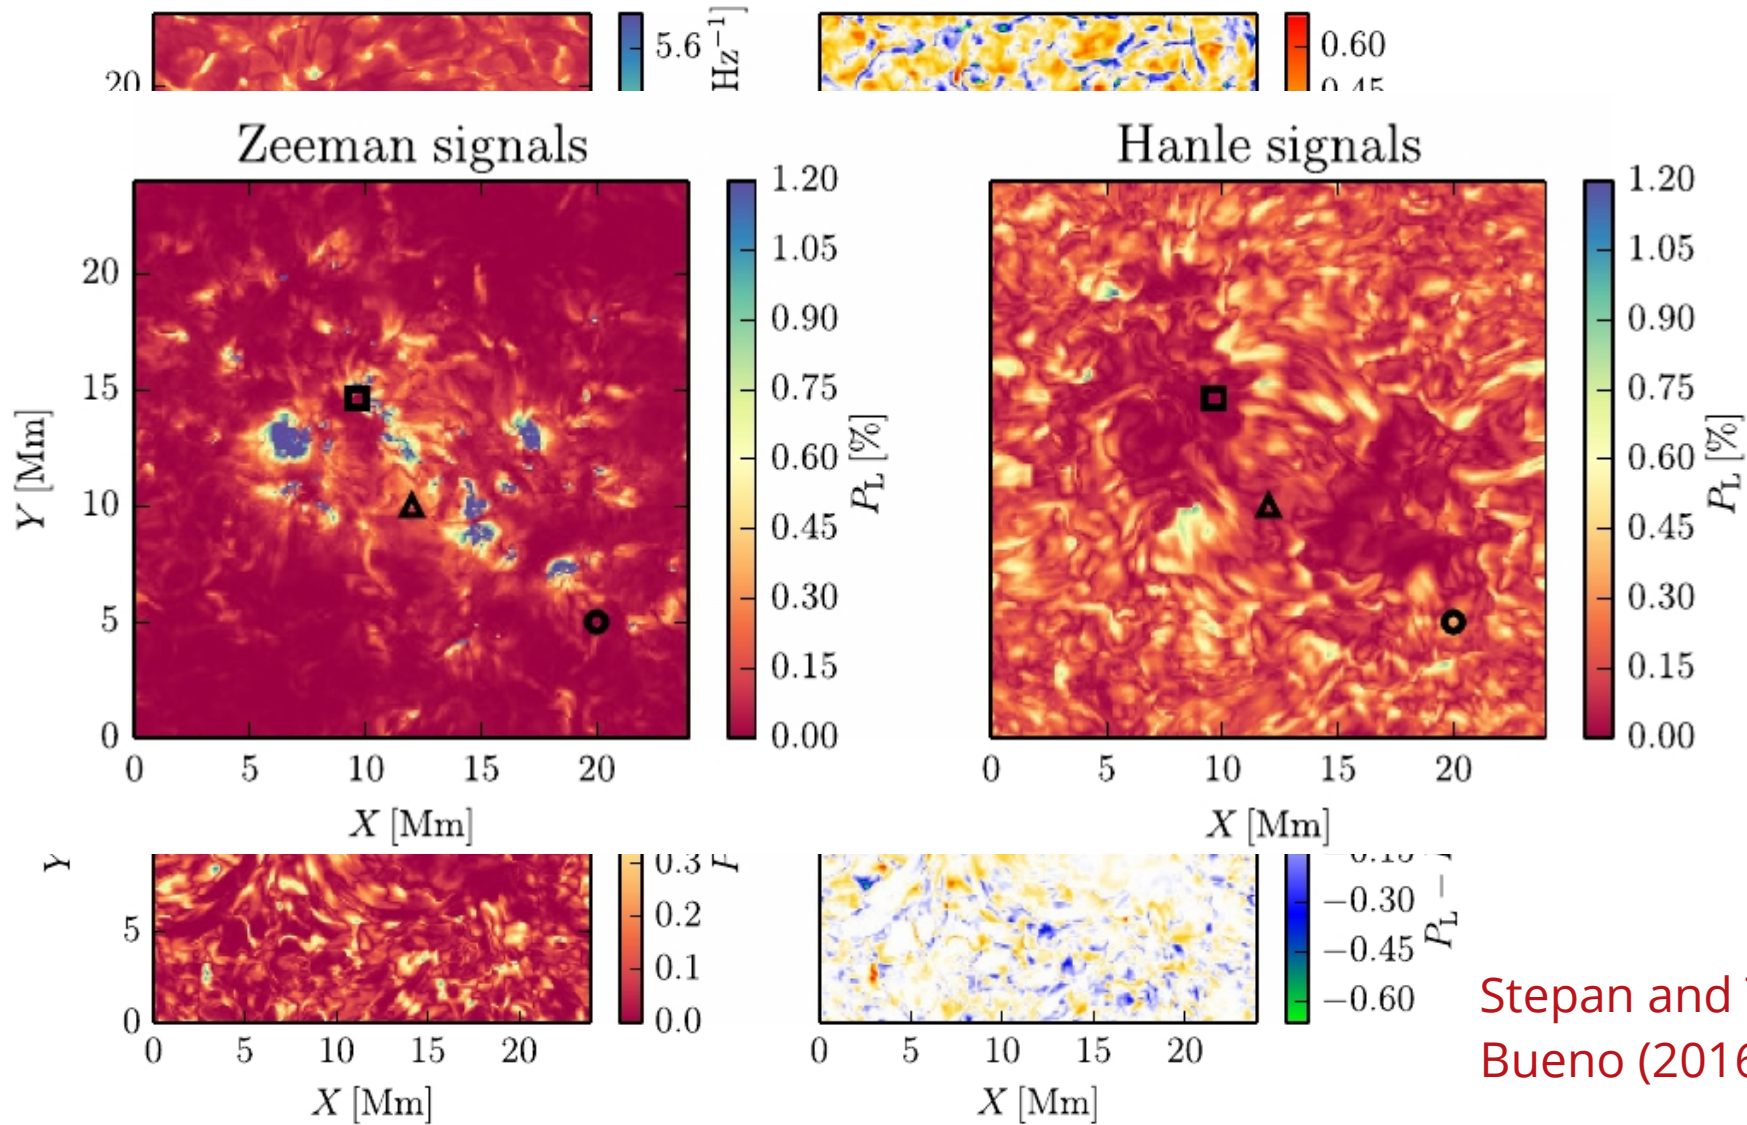 5.6
Hz⁻¹]
0.60
20
Zeeman signals
Hanle signals
1.20
1.05
0.90
0.75
0.60
0.45
0.30
0.15
0.00
P_L [%]
20
15
10
5
0
Y [Mm]
0 5 10 15 20
X [Mm]
1.20
1.05
0.90
0.75
0.60
0.45
0.30
0.15
0.00
P_L [%]
0 5 10 15 20
X [Mm]
Y
0.3
0.2
0.1
0.0
5
0
0 5 10 15 20
X [Mm]
−0.30
−0.45
−0.60
P_L −
0 5 10 15 20
X [Mm]
Stepan and
Bueno (2016